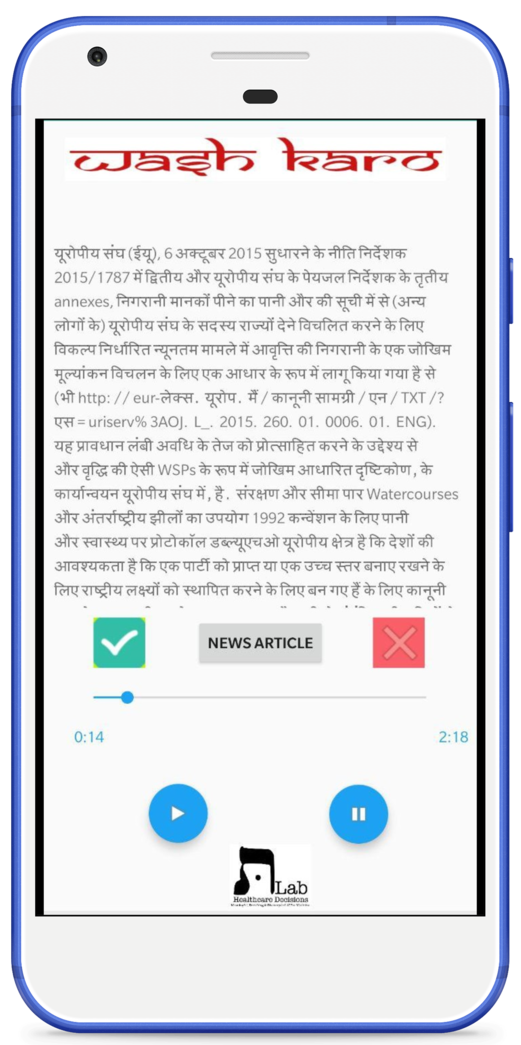 wash karo
यूरोपीय संघ (ईयू), 6 अक्टूबर 2015 सुधारने के नीति निर्देशक
2015/1787 में द्वितीय और यूरोपीय संघ के पेयजल निर्देशक के तृतीय
annexes, निगरानी मानकों पीने का पानी और की सूची में से (अन्य
लोगों के) यूरोपीय संघ के सदस्य राज्यों देने विचलित करने के लिए
विकल्प निर्धारित न्यूनतम मामले में आवृत्ति की निगरानी के एक जोखिम
मूल्यांकन विचलन के लिए एक आधार के रूप में लागू किया गया है से
(भी http: // eur-लेक्स. यूरोप. में / कानूनी सामग्री / एन / TXT /?
एस = uriserv% 3AOJ. L_. 2015. 260. 01. 0006. 01. ENG).
यह प्रावधान लंबी अवधि के तेज को प्रोत्साहित करने के उद्देश्य से
और वृद्धि की ऐसी WSPs के रूप में जोखिम आधारित दृष्टिकोण, के
कार्यान्वयन यूरोपीय संघ में, है. संरक्षण और सीमा पार Watercourses
और अंतर्राष्ट्रीय झीलों का उपयोग 1992 कन्वेंशन के लिए पानी
और स्वास्थ्य पर प्रोटोकॉल डब्ल्यूएचओ यूरोपीय क्षेत्र है कि देशों की
आवश्यकता है कि एक पार्टी को प्राप्त या एक उच्च स्तर बनाए रखने के
लिए राष्ट्रीय लक्ष्यों को स्थापित करने के लिए बन गए हैं के लिए कानूनी
NEWS ARTICLE
0:14 2:18
Lab
Healthcare Decisions